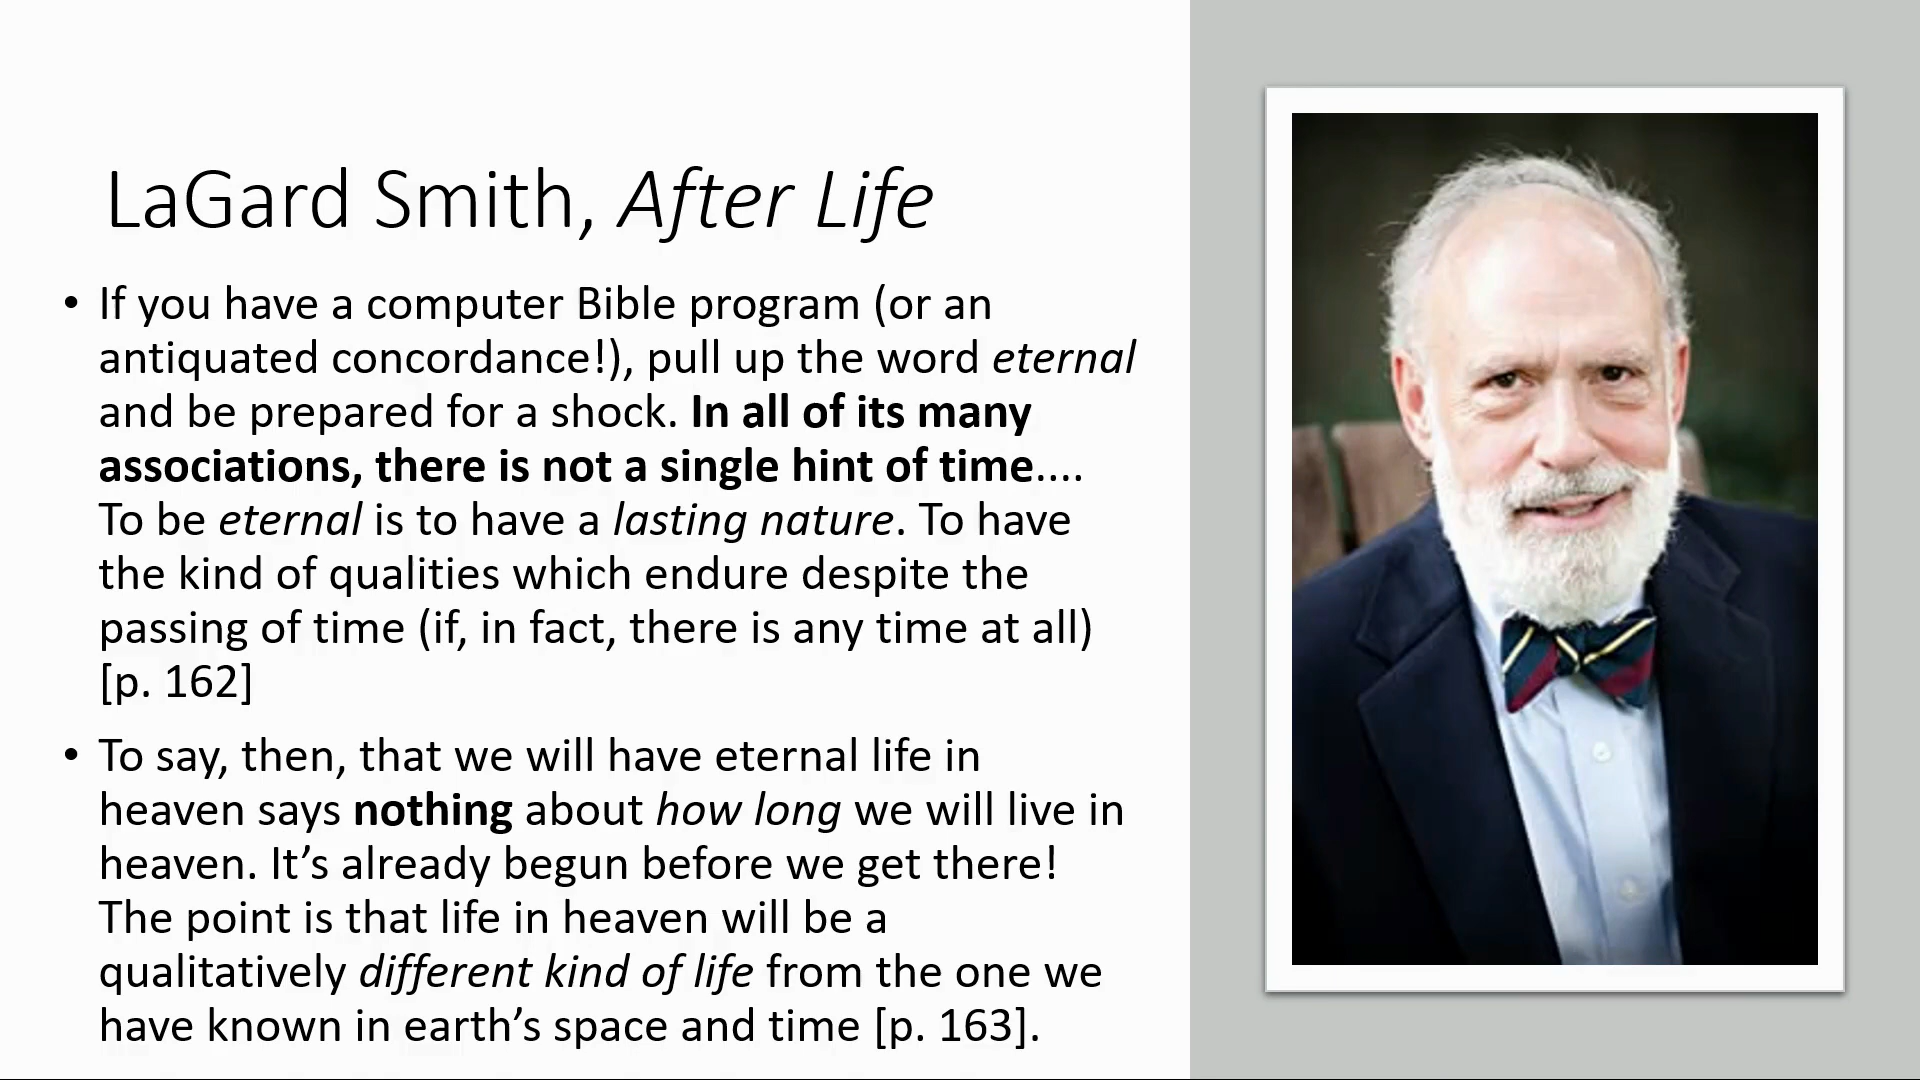 LaGard Smith, After Life
• If you have a computer Bible program (or an
antiquated concordance!), pull up the word eternal
and be prepared for a shock. In all of its many
associations, there is not a single hint of time....
To be eternal is to have a lasting nature. To have
the kind of qualities which endure despite the
passing of time (if, in fact, there is any time at all)
[p. 162]
• To say, then, that we will have eternal life in
heaven says nothing about how long we will live in
heaven. It’s already begun before we get there!
The point is that life in heaven will be a
qualitatively different kind of life from the one we
have known in earth’s space and time [p. 163].